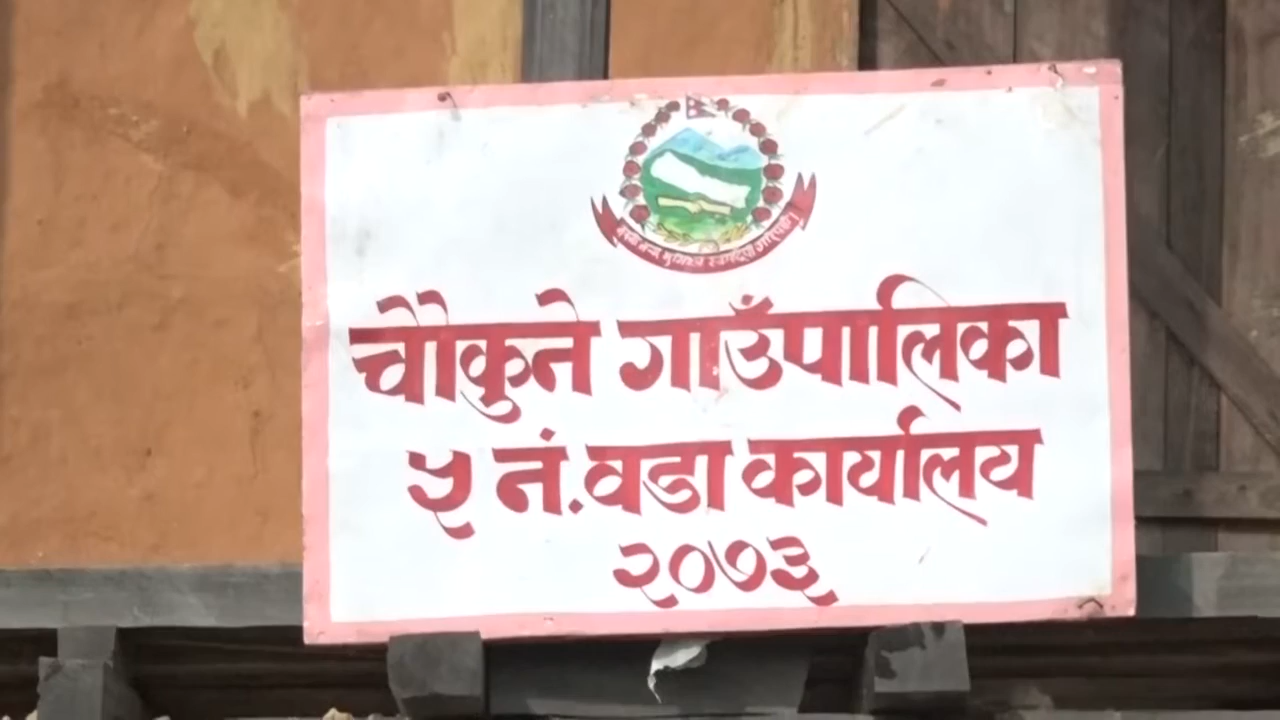 चौकुने गाउँपालिका
५ नं. वडा कार्यालय
२०७३